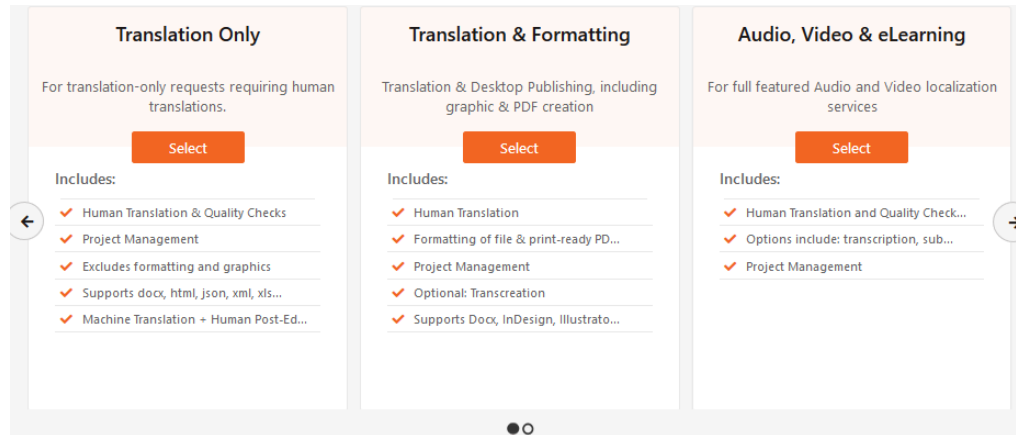 Translation Only
For translation-only requests requiring human
translations.
Select
Includes:
Human Translation & Quality Checks
Project Management
Excludes formatting and graphics
Supports docx, html, json, xml, xls...
Machine Translation + Human Post-Ed...
Translation & Formatting
Translation & Desktop Publishing, including
graphic & PDF creation
Select
Includes:
Human Translation
Formatting of file & print-ready PD...
Project Management
Optional: Transcreation
Supports Docx, InDesign, Illustrato...
Audio, Video & eLearning
For full featured Audio and Video localization
services
Select
Includes:
Human Translation and Quality Check...
Options include: transcription, sub...
Project Management